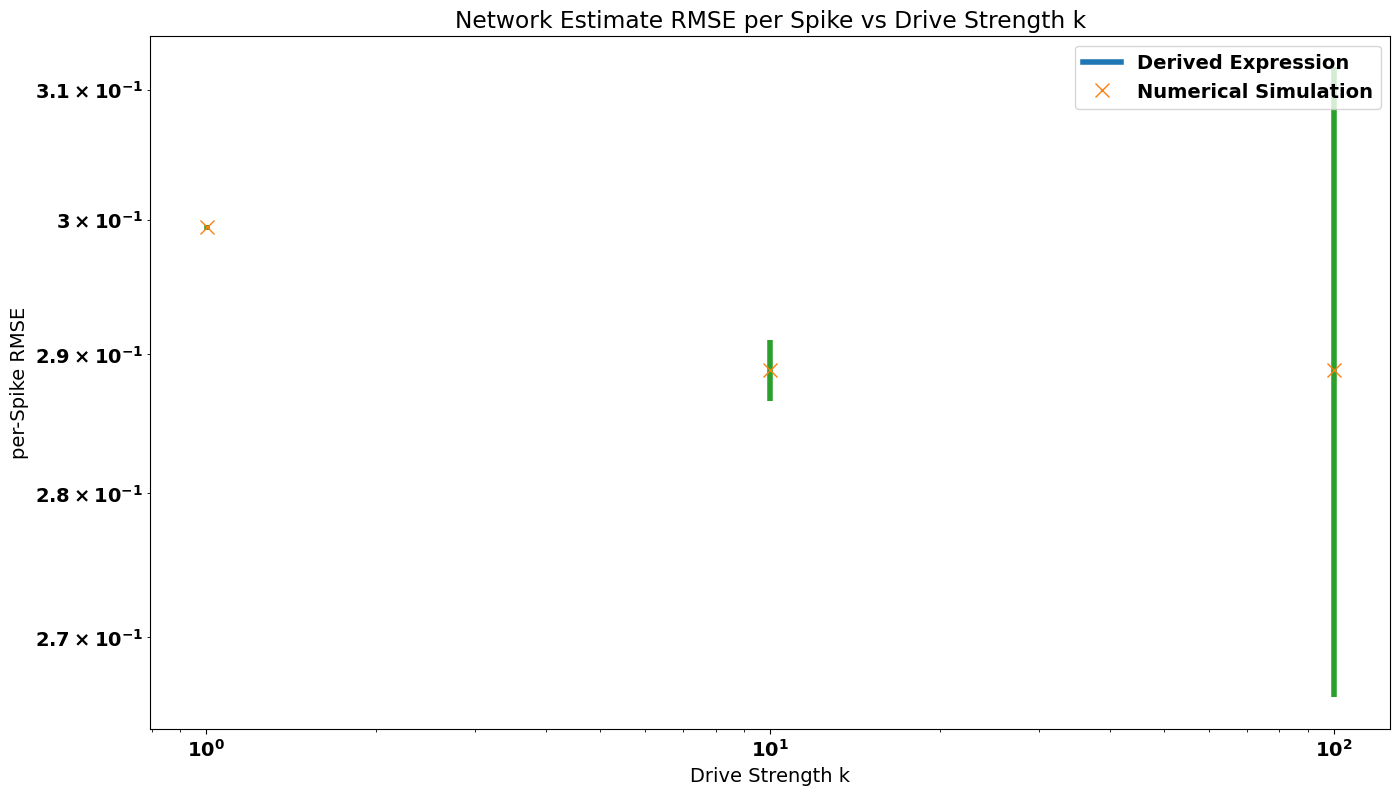 Network Estimate RMSE per Spike vs Drive Strength k
Derived Expression
Numerical Simulation
3.1 × 10⁻¹
3 × 10⁻¹
2.9 × 10⁻¹
2.8 × 10⁻¹
2.7 × 10⁻¹
per-Spike RMSE
10⁰
10¹
10²
Drive Strength k